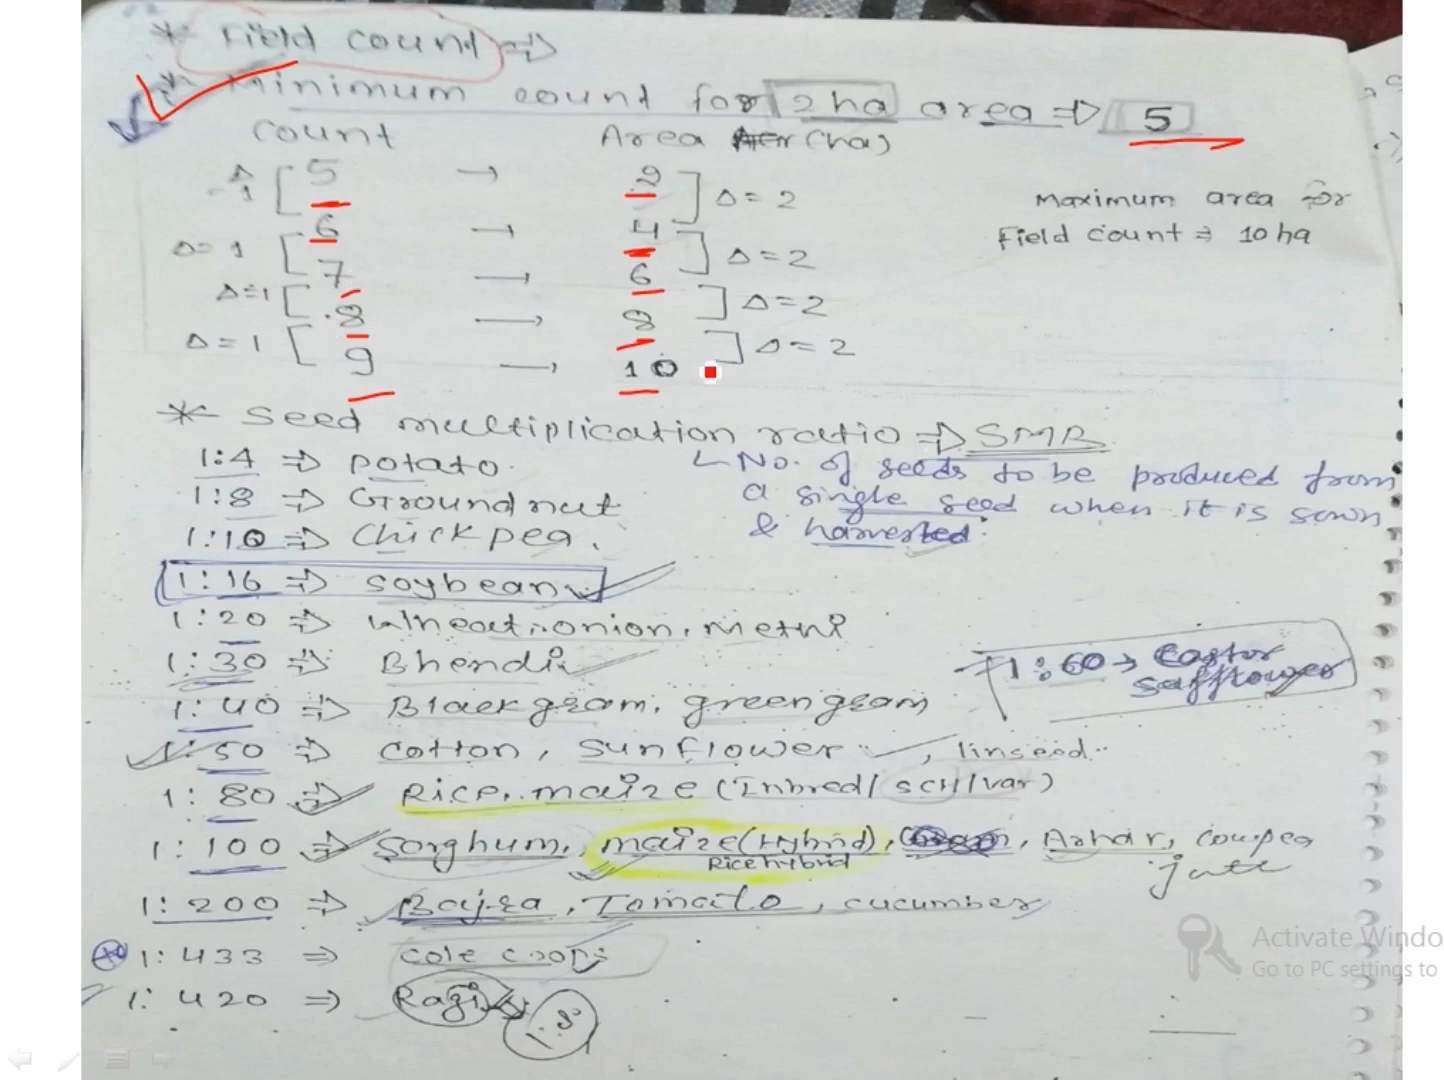 * Field count ⇒
* Minimum count for 2 ha area ⇒ 5
Count Area (ha)
Δ 1 [ 5 → 2 ] Δ = 2
Maximum area for
Field count ⇒ 10 ha
6 → 4
Δ= 1 [ 7 → 6 ] Δ = 2
Δ=1 [ 8 → 8 ] Δ = 2
Δ = 1 [ 9 → 10 ] Δ = 2
* Seed multiplication ratio ⇒ SMR
1:4 ⇒ potato
↳ No. of seeds to be produced from
a single seed when it is sown
& harvested.
1:8 ⇒ Groundnut
1:10 ⇒ Chickpea.
1:16 ⇒ soybean
1:20 ⇒ Wheat, onion, methi
1:30 ⇒ Bhendi
1:60 → Castor
Safflower
1:40 ⇒ Blackgram, greengram
1:50 ⇒ Cotton, Sunflower, linseed..
1:80 ⇒ Rice, maize (Inbred/SCH/var)
1:100 ⇒ Sorghum, maize(Hybrid), Arhar, cowpea
Rice hybrid
jute
1:200 ⇒ Bajra, Tomato, cucumber
1:433 ⇒ Cole crops
1:420 ⇒ Ragi
1:8
Activate Windo
Go to PC settings to